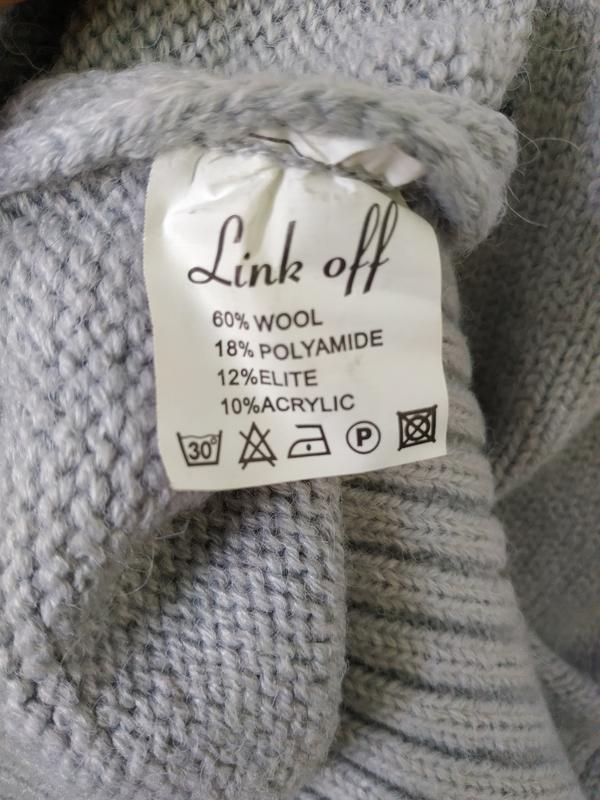 Link off
60% WOOL
18% POLYAMIDE
12%ELITE
10%ACRYLIC
30° P